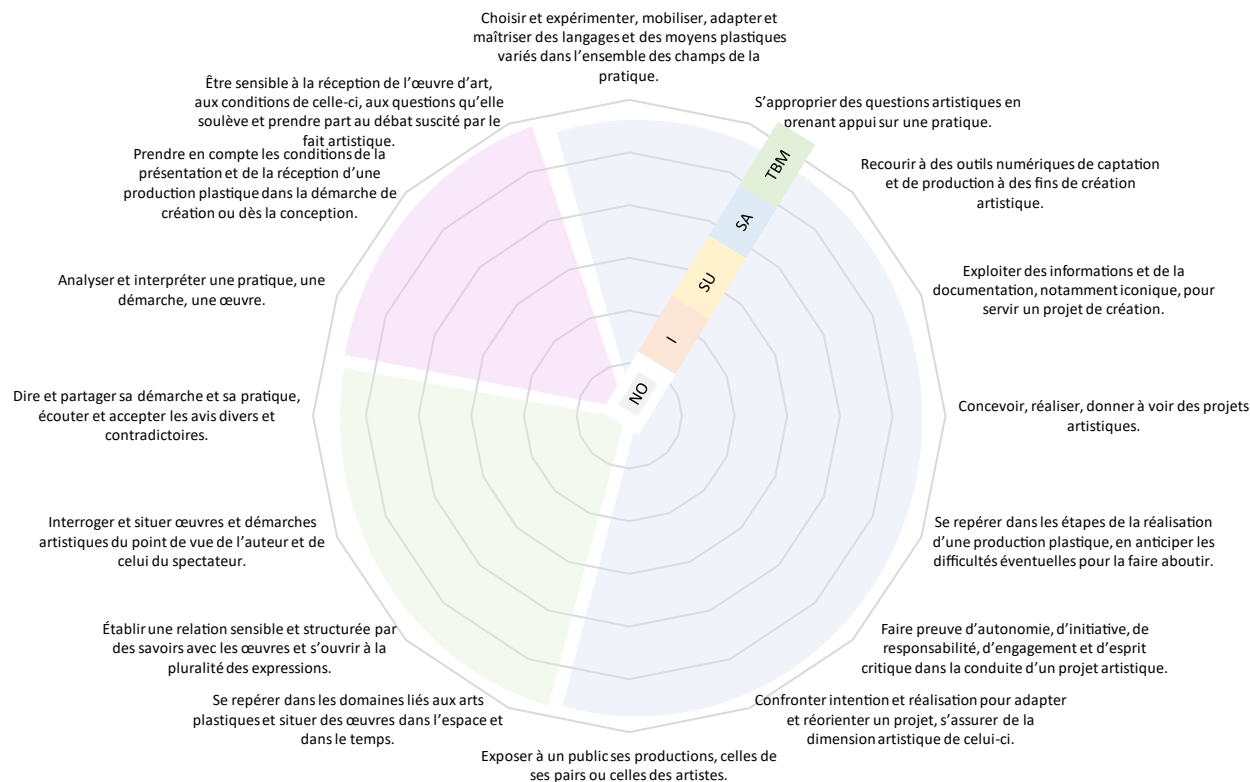 Choisir et expérimenter, mobiliser, adapter et
maîtriser des langages et des moyens plastiques
variés dans l’ensemble des champs de la
pratique.
S’approprier des questions artistiques en
prenant appui sur une pratique.
Recourir à des outils numériques de captation
et de production à des fins de création
artistique.
Exploiter des informations et de la
documentation, notamment iconique, pour
servir un projet de création.
Concevoir, réaliser, donner à voir des projets
artistiques.
Se repérer dans les étapes de la réalisation
d’une production plastique, en anticiper les
difficultés éventuelles pour la faire aboutir.
Faire preuve d’autonomie, d’initiative, de
responsabilité, d’engagement et d’esprit
critique dans la conduite d’un projet artistique.
Confronter intention et réalisation pour adapter
et réorienter un projet, s’assurer de la
dimension artistique de celui-ci.
Exposer à un public ses productions, celles de
ses pairs ou celles des artistes.
Se repérer dans les domaines liés aux arts
plastiques et situer des œuvres dans l’espace et
dans le temps.
Établir une relation sensible et structurée par
des savoirs avec les œuvres et s’ouvrir à la
pluralité des expressions.
Interroger et situer œuvres et démarches
artistiques du point de vue de l’auteur et de
celui du spectateur.
Dire et partager sa démarche et sa pratique,
écouter et accepter les avis divers et
contradictoires.
Analyser et interpréter une pratique, une
démarche, une œuvre.
Prendre en compte les conditions de la
présentation et de la réception d’une
production plastique dans la démarche de
création ou dès la conception.
Être sensible à la réception de l’œuvre d’art,
aux conditions de celle-ci, aux questions qu’elle
soulève et prendre part au débat suscité par le
fait artistique.
TBM
SA
SU
I
NO